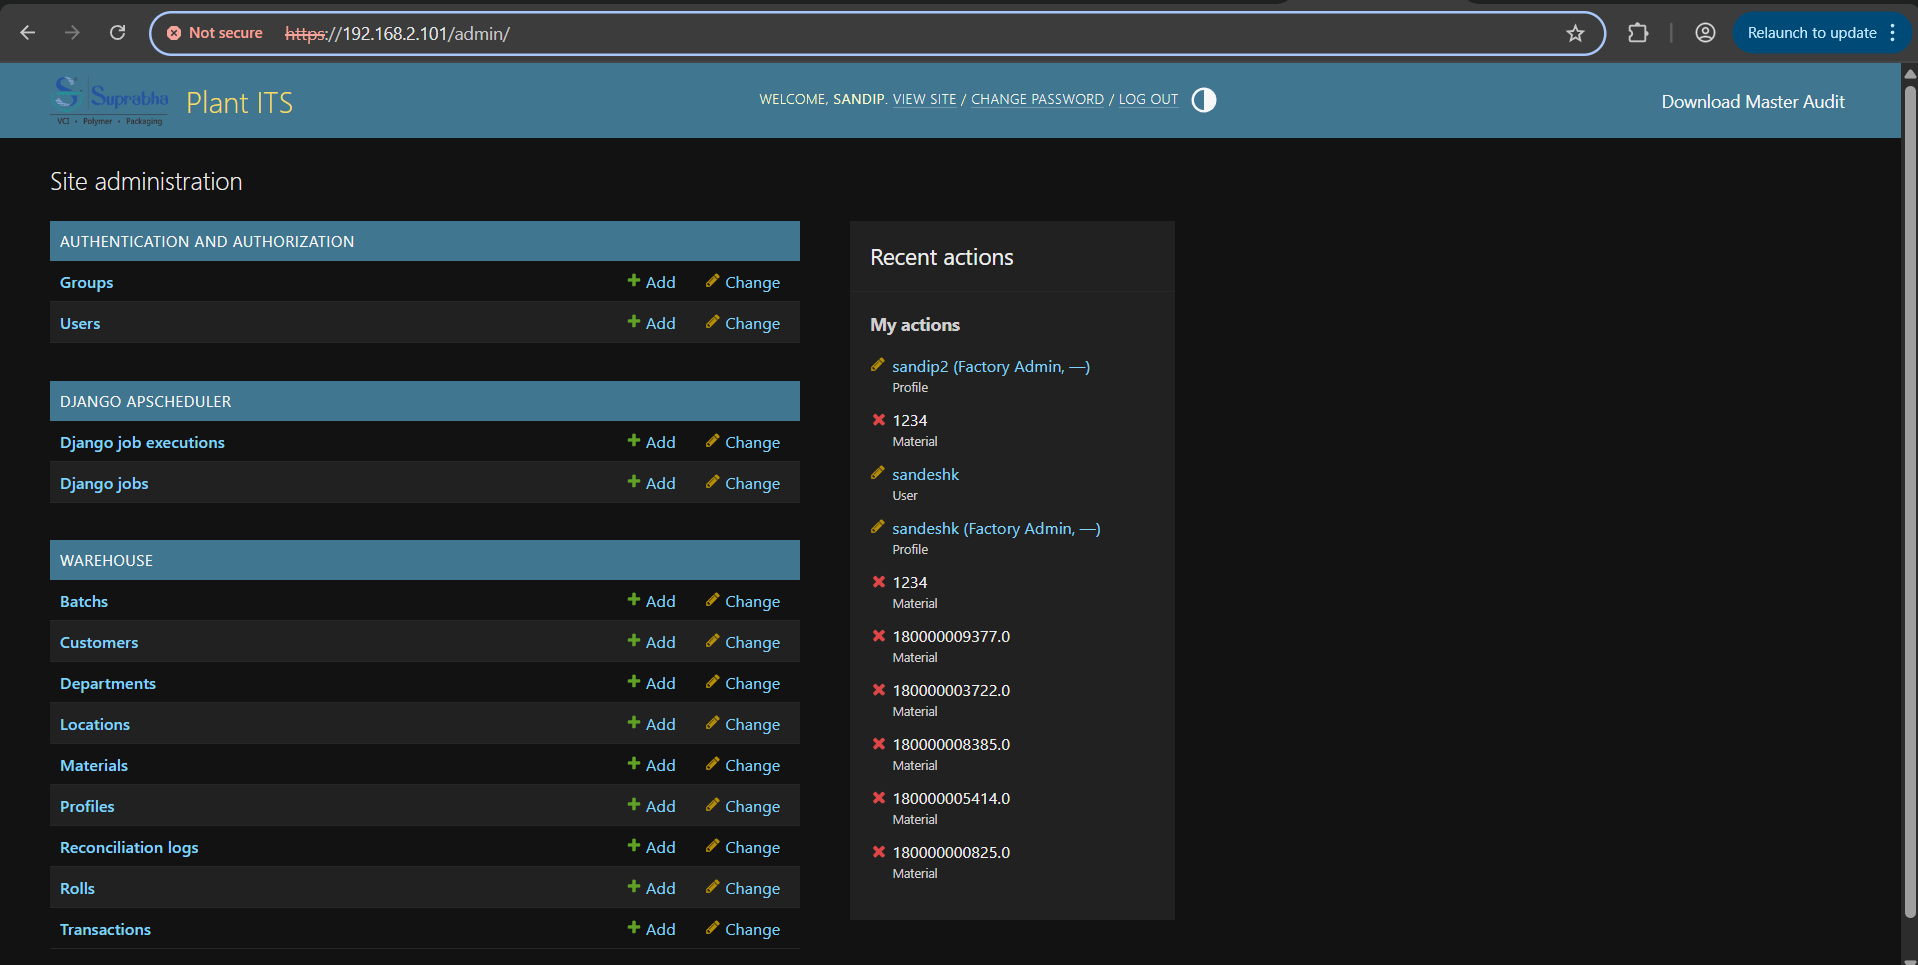 Not secure https://192.168.2.101/admin/ Relaunch to update
Suprabha
VCI • Polymer • Packaging
Plant ITS
WELCOME, SANDIP. VIEW SITE / CHANGE PASSWORD / LOG OUT
Download Master Audit
Site administration
AUTHENTICATION AND AUTHORIZATION
Groups Add Change
Users Add Change
DJANGO APSCHEDULER
Django job executions Add Change
Django jobs Add Change
WAREHOUSE
Batchs Add Change
Customers Add Change
Departments Add Change
Locations Add Change
Materials Add Change
Profiles Add Change
Reconciliation logs Add Change
Rolls Add Change
Transactions Add Change
Recent actions
My actions
sandip2 (Factory Admin, —)
Profile
1234
Material
sandeshk
User
sandeshk (Factory Admin, —)
Profile
1234
Material
180000009377.0
Material
180000003722.0
Material
180000008385.0
Material
180000005414.0
Material
180000000825.0
Material